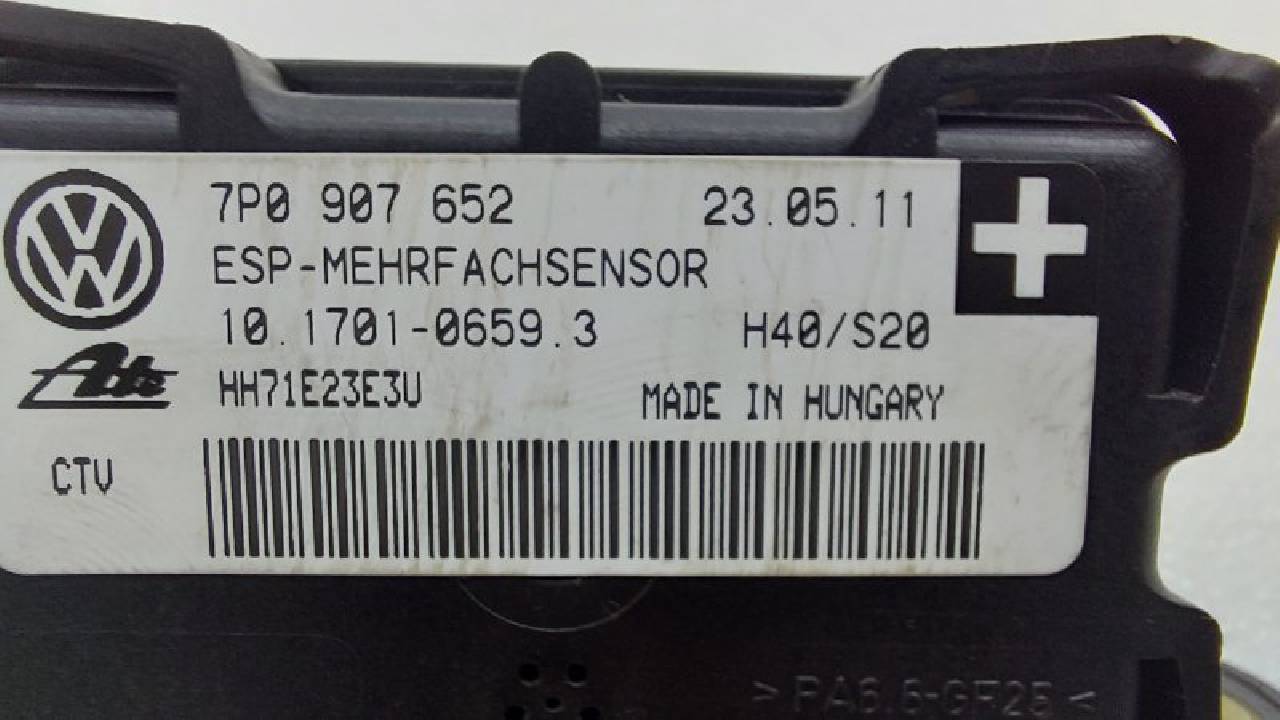 7P0 907 652 23.05.11
ESP-MEHRFACHSENSOR
10.1701-0659.3 H40/S20
Ate HH71E23E3U MADE IN HUNGARY
CTV
>PA6.6-GF25<